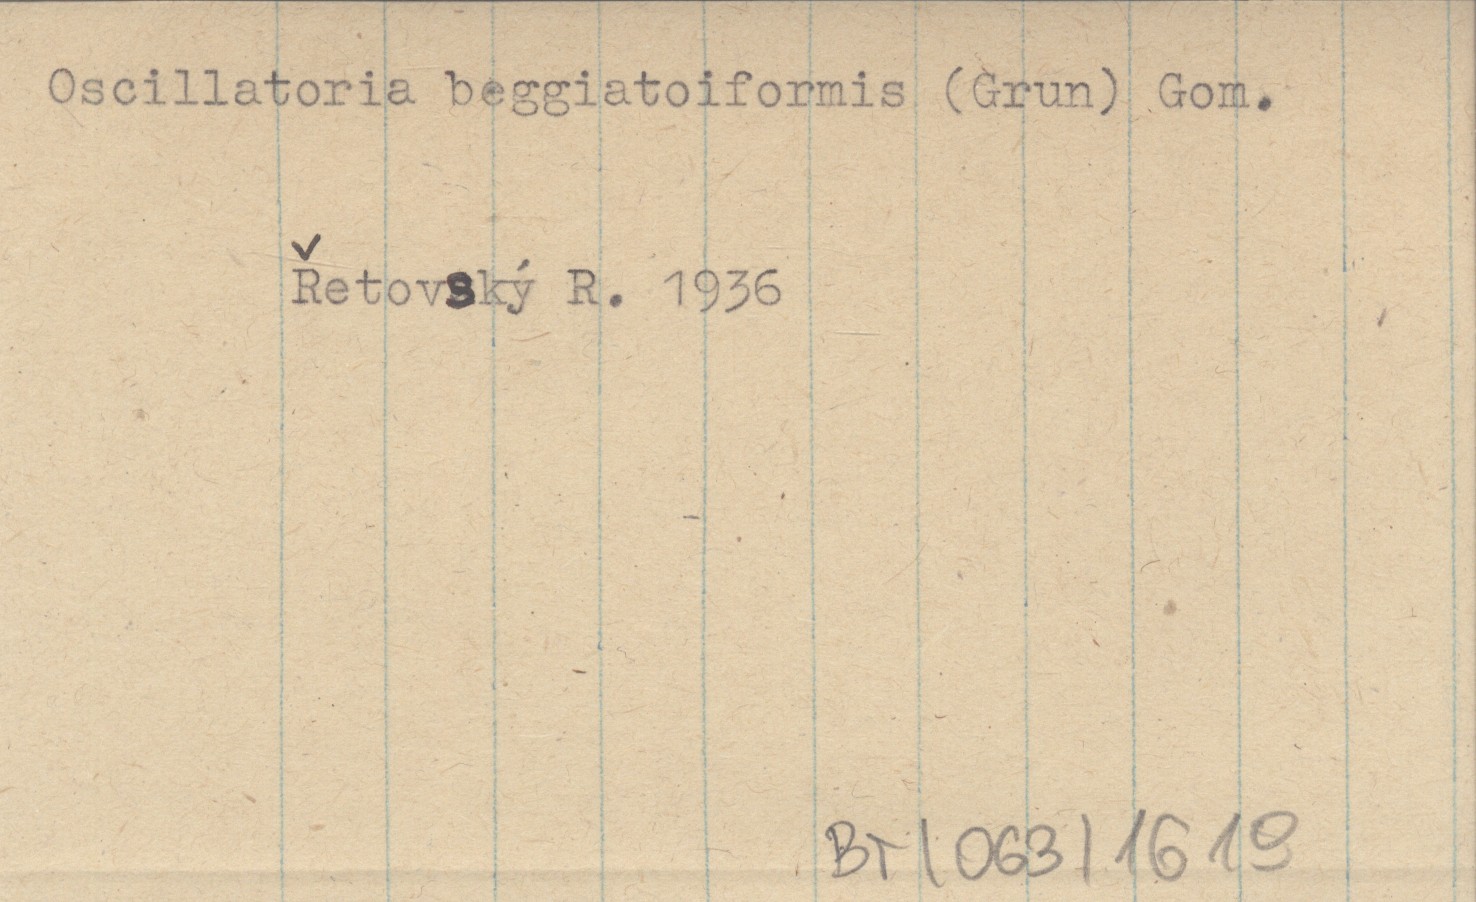 Oscillatoria beggiatoiformis (Grun) Gom.
Řetovský R. 1936
BT/063/1619